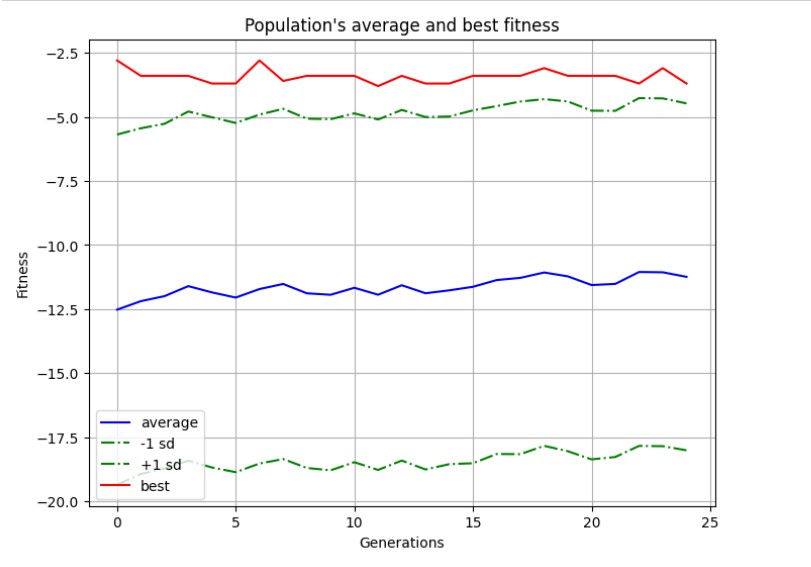 Population's average and best fitness
−2.5
−5.0
−7.5
−10.0
−12.5
−15.0
−17.5
−20.0
Fitness
average
-1 sd
+1 sd
best
0 5 10 15 20 25
Generations